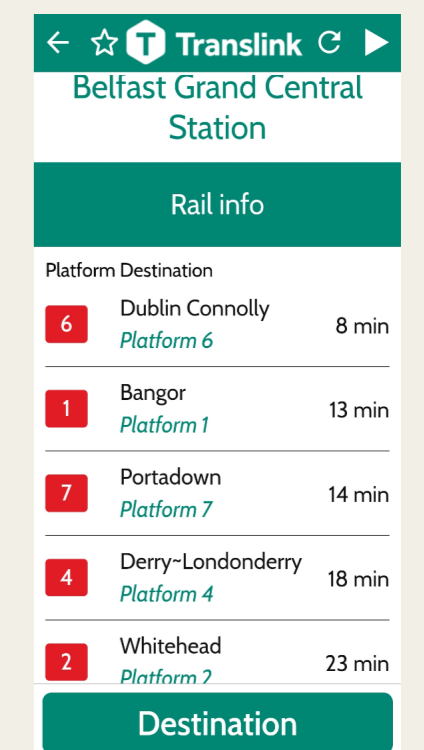 Translink
Belfast Grand Central
Station
Rail info
Platform Destination
6
Dublin Connolly
Platform 6
8 min
1
Bangor
Platform 1
13 min
7
Portadown
Platform 7
14 min
4
Derry~Londonderry
Platform 4
18 min
2
Whitehead
Platform 2
23 min
Destination